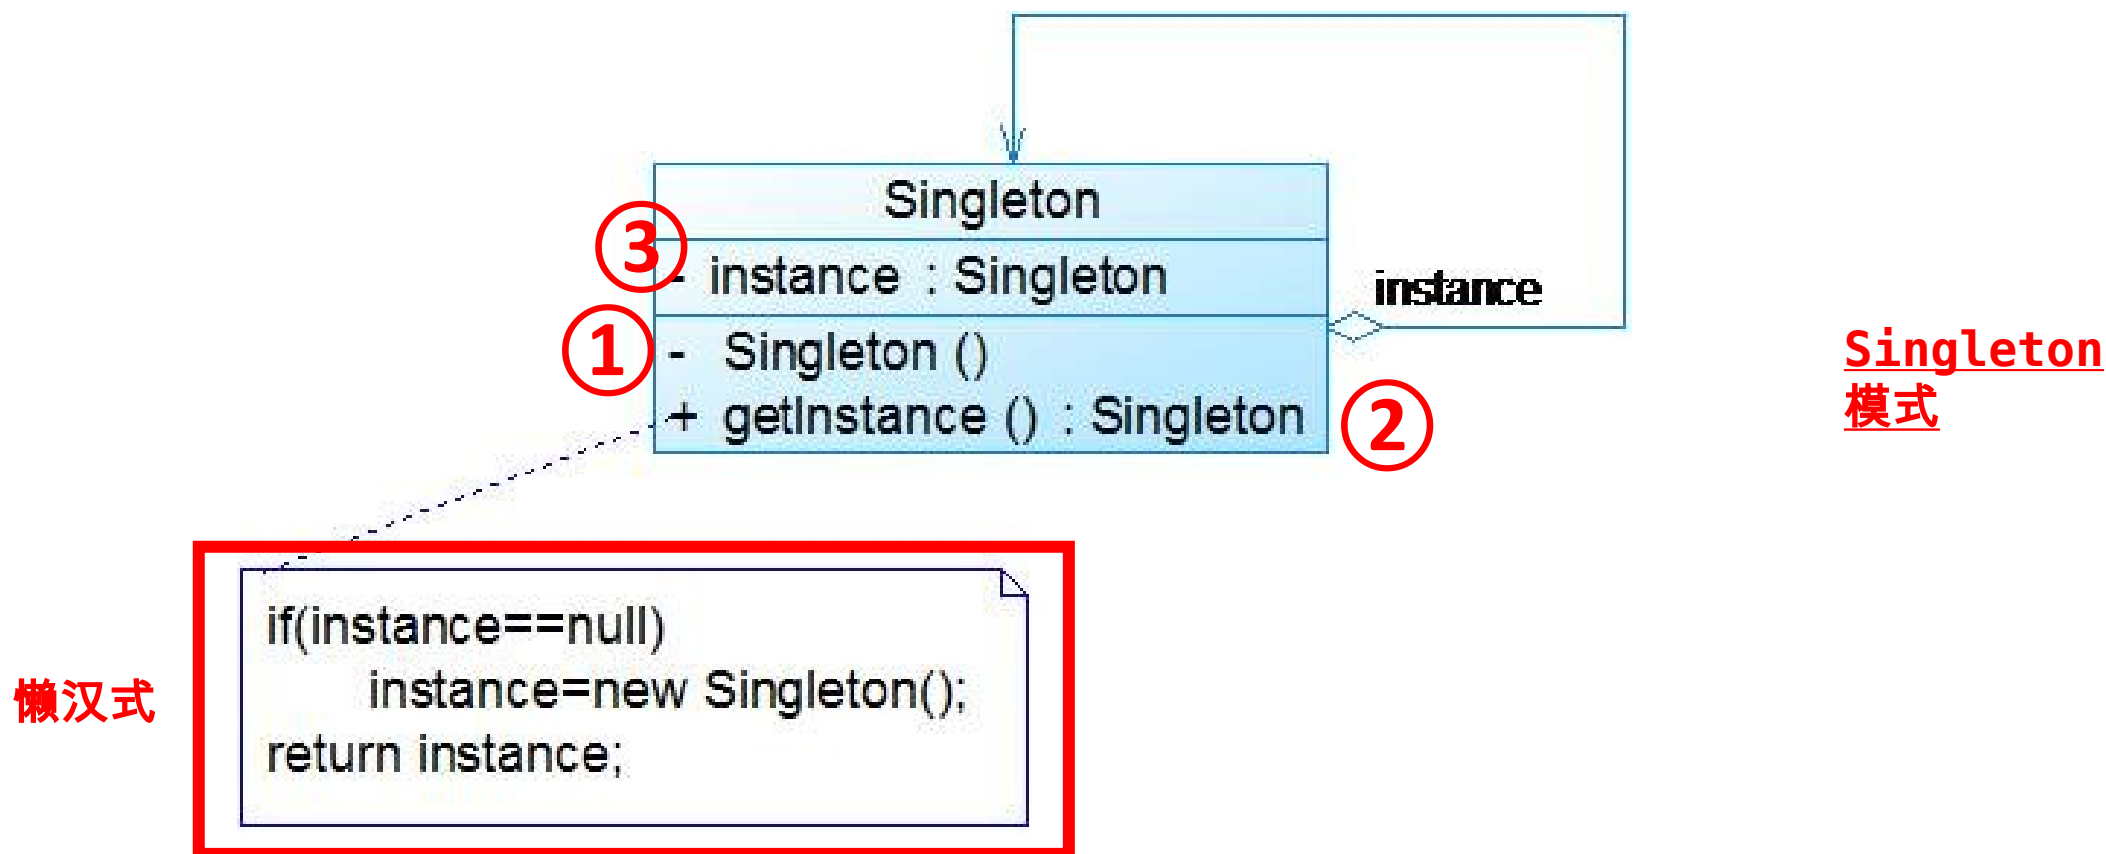 Singleton
③
- instance : Singleton
instance
①
- Singleton ()
+ getInstance () : Singleton
②
Singleton
模式
if(instance==null)
instance=new Singleton();
return instance;
懒汉式